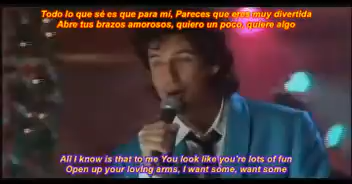 Todo lo que sé es que para mí, Pareces que eres muy divertida
Abre tus brazos amorosos, quiero un poco, quiere algo
All I know is that to me You look like you're lots of fun
Open up your loving arms, I want some, want some